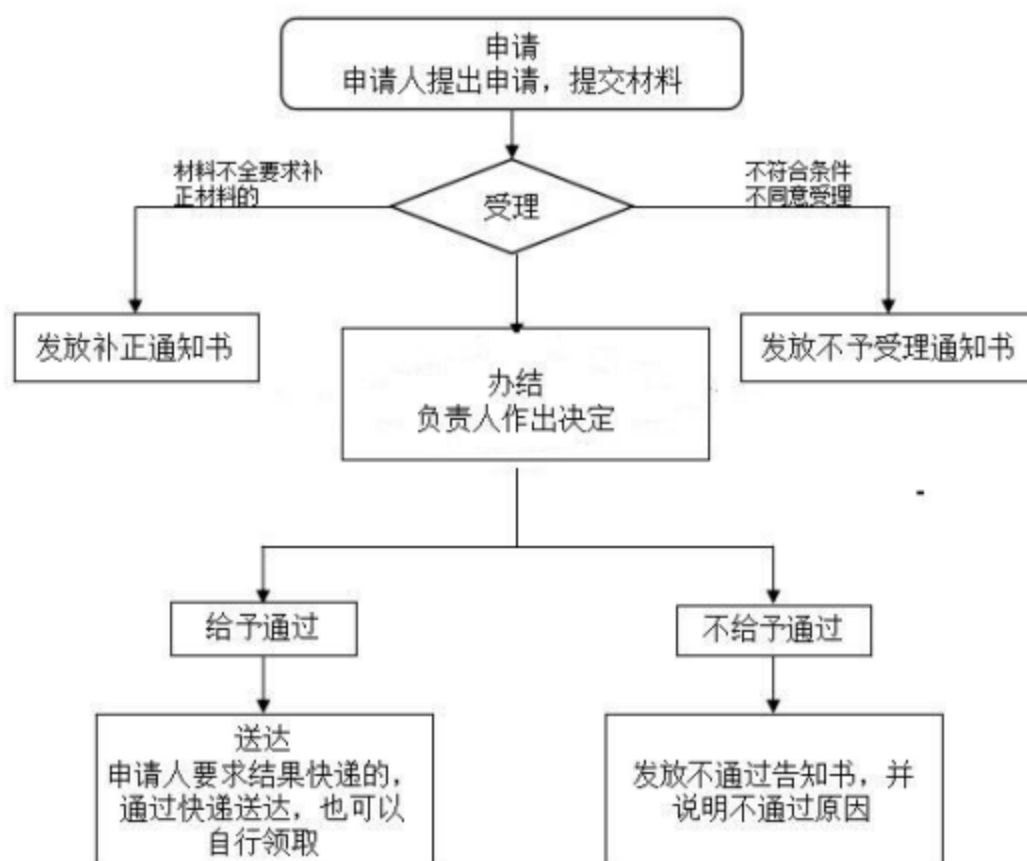 申请
申请人提出申请，提交材料
材料不全要求补
正材料的
受理
不符合条件
不同意受理
发放补正通知书
办结
负责人作出决定
发放不予受理通知书
给予通过
不给予通过
送达
申请人要求结果快递的，
通过快递送达，也可以
自行领取
发放不通过告知书，并
说明不通过原因